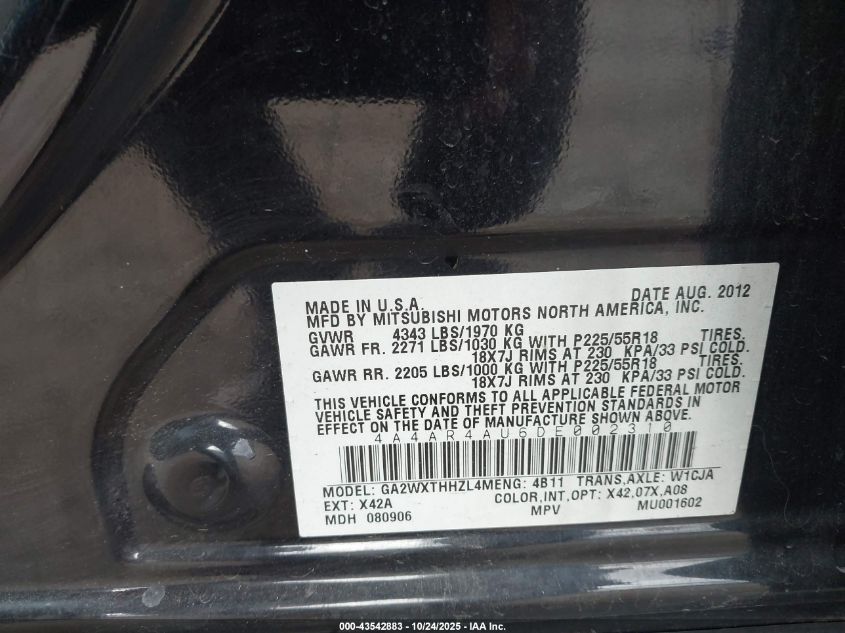 MADE IN U.S.A. DATE AUG. 2012
MFD BY MITSUBISHI MOTORS NORTH AMERICA, INC.
GVWR 4343 LBS/1970 KG
GAWR FR. 2271 LBS/1030 KG WITH P225/55R18 TIRES.
18X7J RIMS AT 230 KPA/33 PSI COLD.
GAWR RR. 2205 LBS/1000 KG WITH P225/55R18 TIRES.
18X7J RIMS AT 230 KPA/33 PSI COLD.
THIS VEHICLE CONFORMS TO ALL APPLICABLE FEDERAL MOTOR
VEHICLE SAFETY AND THEFT PREVENTION STANDARDS IN
EFFECT ON THE DATE OF MANUFACTURE SHOWN ABOVE.
4A4AR4AU6DE002310
MODEL: GA2WXTHHZL4MENG: 4B11 TRANS,AXLE: W1CJA
EXT: X42A COLOR,INT,OPT: X42,07X,A08
MDH 080906 MPV MU001602
000-43542883 - 10/24/2025 - IAA Inc.